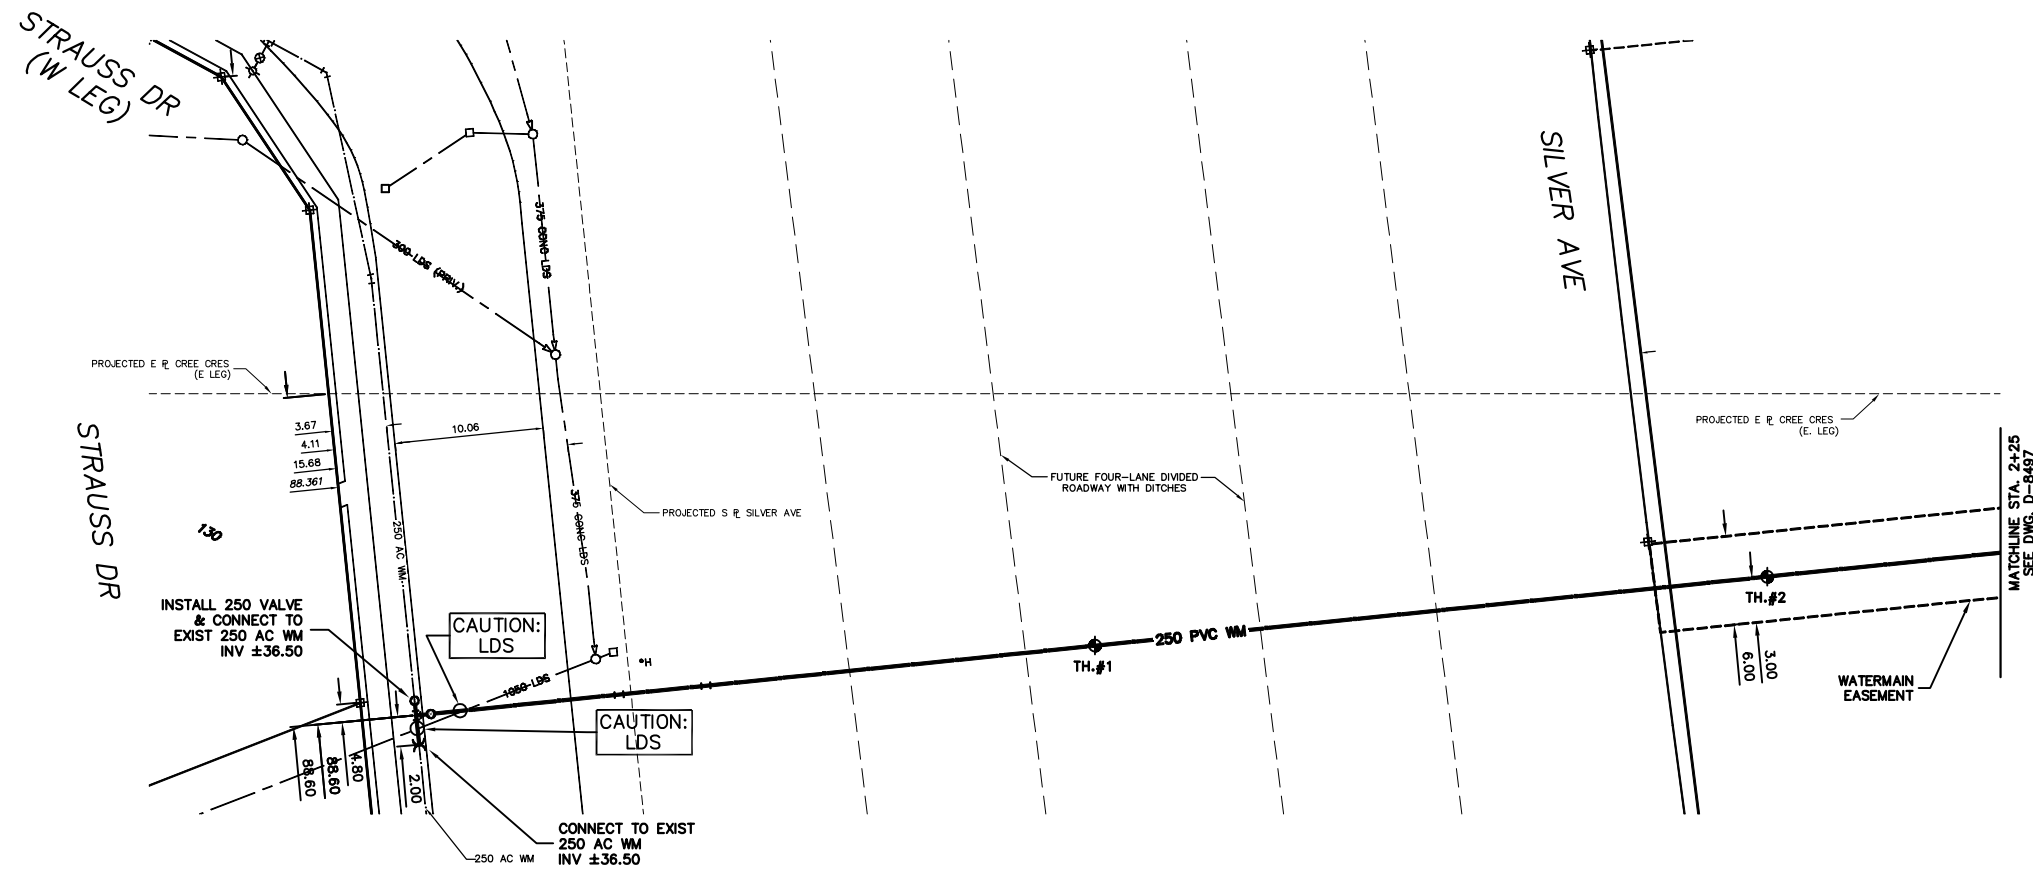 STRAUSS DR
(W LEG)
SILVER AVE
375 CONC LDS
300 LDS (PRIV.)
PROJECTED E ⅊ CREE CRES
(E LEG)
3.67
4.11
15.68
88.361
10.06
PROJECTED E ⅊ CREE CRES
(E. LEG)
STRAUSS DR
130
250 AC WM
375 CONC LDS
PROJECTED S ⅊ SILVER AVE
FUTURE FOUR-LANE DIVIDED
ROADWAY WITH DITCHES
MATCHLINE STA. 2+25
SEE DWG. D-8497
INSTALL 250 VALVE
& CONNECT TO
EXIST 250 AC WM
INV ±36.50
CAUTION:
LDS
H
TH.#1
250 PVC WM
TH.#2
3.00
6.00
WATERMAIN
EASEMENT
1050 LDS
CAUTION:
LDS
88.60
88.60
4.80
2.00
CONNECT TO EXIST
250 AC WM
INV ±36.50
250 AC WM